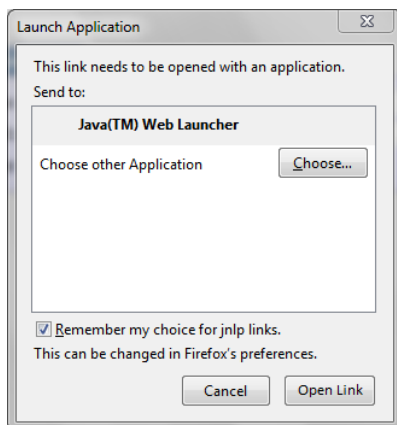 Launch Application
This link needs to be opened with an application.
Send to:
Java(TM) Web Launcher
Choose other Application
Choose...
Remember my choice for jnlp links.
This can be changed in Firefox's preferences.
Cancel
Open Link